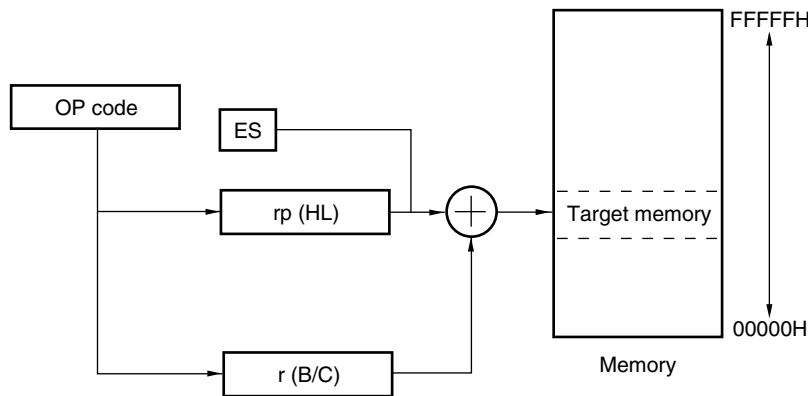 FFFFFH
OP code
ES
rp (HL)
Target memory
r (B/C)
00000H
Memory